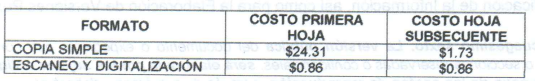 FORMATO COSTO PRIMERA HOJA COSTO HOJA SUBSECUENTE
COPIA SIMPLE $24.31 $1.73
ESCANEO Y DIGITALIZACIÓN $0.86 $0.86